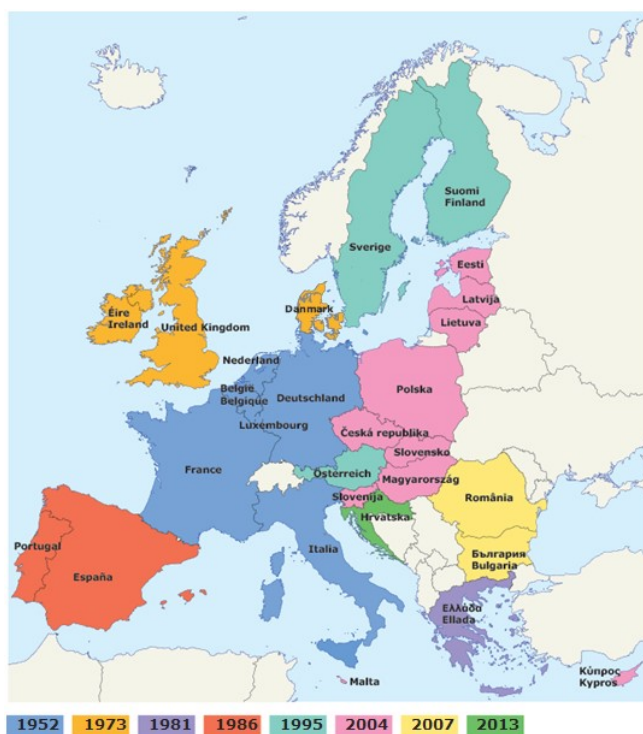 Suomi
Finland
Sverige
Eesti
Latvija
Lietuva
Danmark
Éire
Ireland
United Kingdom
Nederland
België
Belgique
Deutschland
Luxembourg
Polska
Česká republika
Slovensko
France
Österreich
Magyarország
Slovenija
Hrvatska
România
Italia
България
Bulgaria
Portugal
España
Ελλάδα
Ellada
Malta
Κύπρος
Kypros
1952 1973 1981 1986 1995 2004 2007 2013